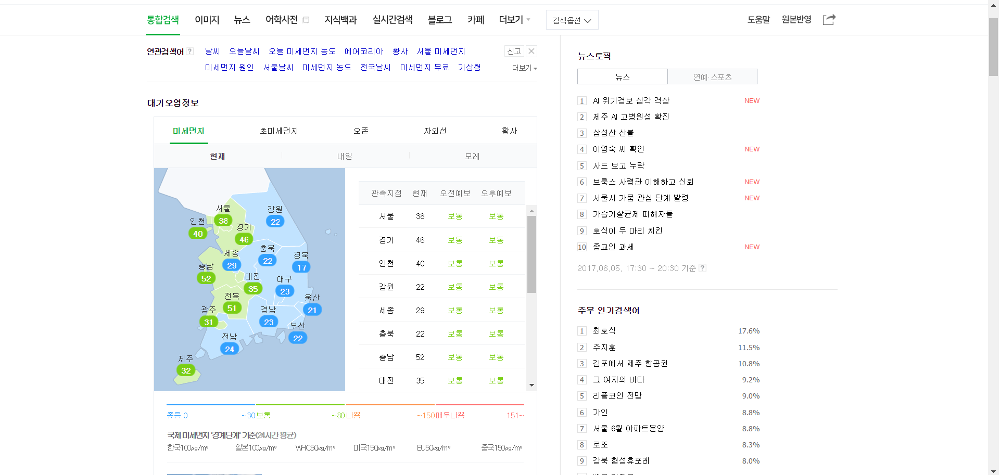 통합검색 이미지 뉴스 어학사전 지식백과 실시간검색 블로그 카페 더보기 검색옵션 도움말 원본반영
연관검색어 ? 날씨 오늘날씨 오늘 미세먼지 농도 에어코리아 황사 서울 미세먼지 신고
미세먼지 원인 서울날씨 미세먼지 농도 전국날씨 미세먼지 무료 기상청 더보기
대기오염정보
미세먼지 초미세먼지 오존 자외선 황사
현재 내일 모레
서울
38
인천
40
경기
46
강원
22
세종
29
충북
22
경북
17
충남
52
대전
35
대구
23
전북
51
울산
21
광주
31
경남
23
부산
22
전남
24
제주
32
관측지점 현재 오전예보 오후예보
서울 38 보통 보통
경기 46 보통 보통
인천 40 보통 보통
강원 22 보통 보통
세종 29 보통 보통
충북 22 보통 보통
충남 52 보통 보통
대전 35 보통 보통
좋음 0 ~30 보통 ~80 나쁨 ~150 매우나쁨 151~
국제 미세먼지 '경계단계' 기준(24시간 평균)
한국100㎍/m³ 일본100㎍/m³ WHO50㎍/m³ 미국150㎍/m³ EU50㎍/m³ 중국150㎍/m³
뉴스토픽
뉴스 연예·스포츠
1 AI 위기경보 심각 격상 NEW
2 제주 AI 고병원성 확진
3 삼성산 산불
4 이영숙 씨 확인 NEW
5 사드 보고 누락
6 브룩스 사령관 이해하고 신뢰 NEW
7 서울시 가뭄 관심 단계 발령 NEW
8 가습기살균제 피해자들
9 호식이 두 마리 치킨
10 종교인 과세 NEW
2017.06.05. 17:30 ~ 20:30 기준 ?
주부 인기검색어
1 최호식 17.6%
2 주지훈 11.5%
3 김포에서 제주 항공권 10.8%
4 그 여자의 바다 9.2%
5 리플코인 전망 9.0%
6 가인 8.8%
7 서울 6월 아파트분양 8.8%
8 로또 8.3%
9 강북 협성휴포레 8.0%